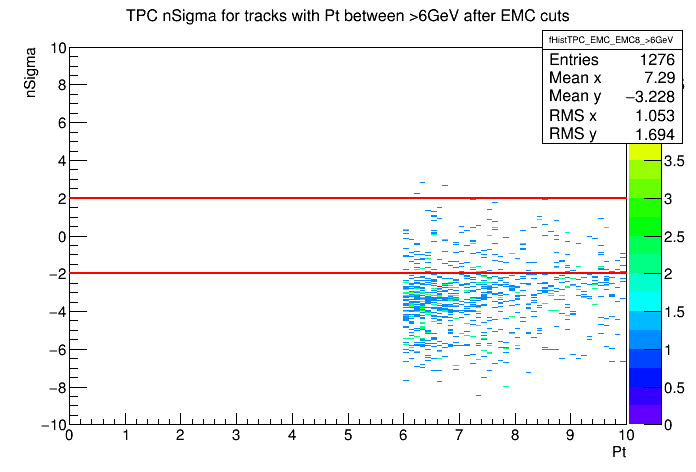 TPC nSigma for tracks with Pt between >6GeV after EMC cuts
fHistTPC_EMC_EMC8_>6GeV
Entries 1276
Mean x 7.29
Mean y −3.228
RMS x 1.053
RMS y 1.694
nSigma
10
8
6
4
2
0
−2
−4
−6
−8
−10
0 1 2 3 4 5 6 7 8 9 10
Pt
3.5
3
2.5
2
1.5
1
0.5
0